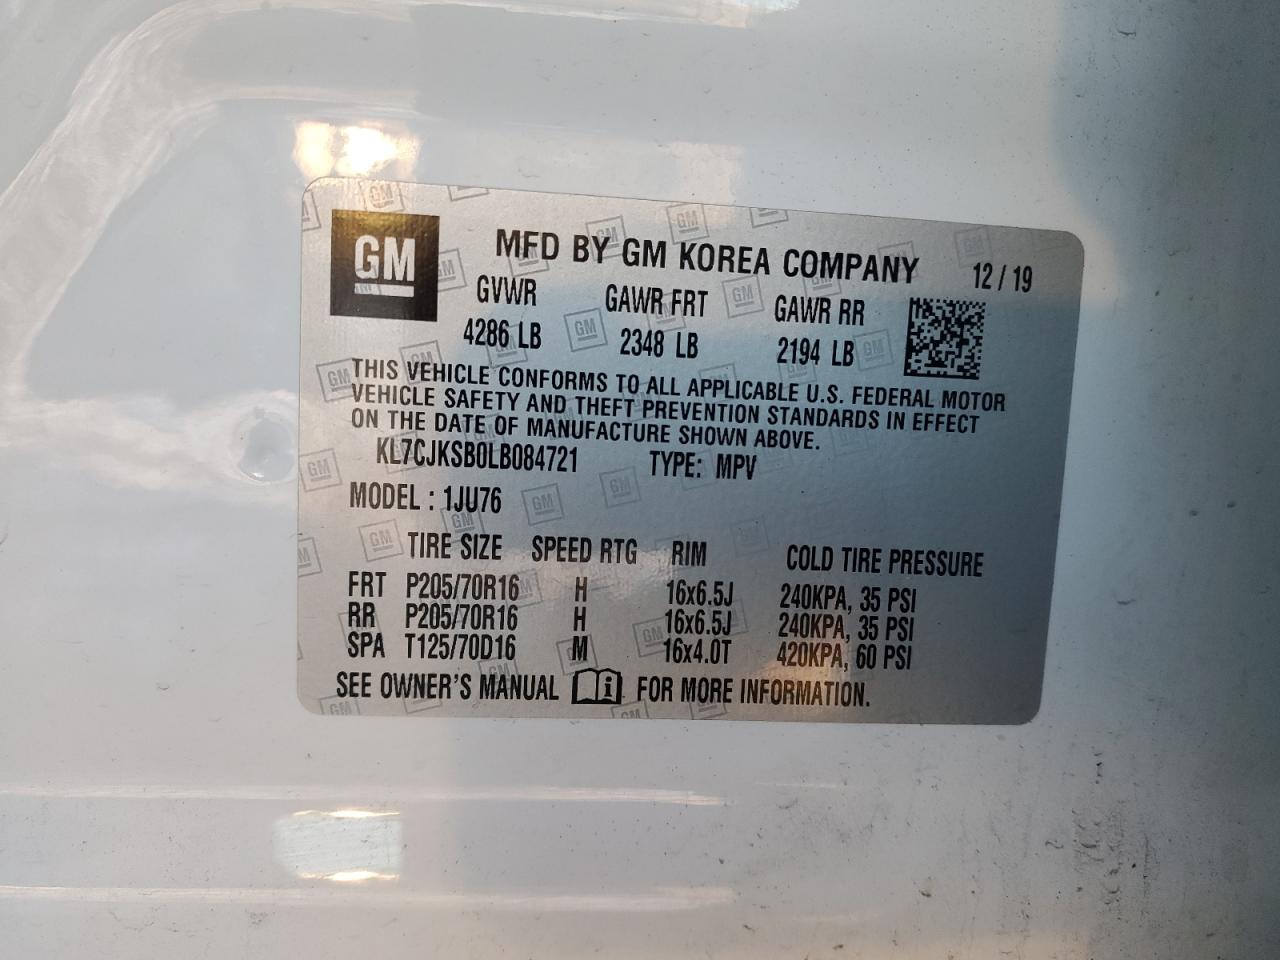 GM
MFD BY GM KOREA COMPANY 12/19
GVWR GAWR FRT GAWR RR
4286 LB 2348 LB 2194 LB
THIS VEHICLE CONFORMS TO ALL APPLICABLE U.S. FEDERAL MOTOR
VEHICLE SAFETY AND THEFT PREVENTION STANDARDS IN EFFECT
ON THE DATE OF MANUFACTURE SHOWN ABOVE.
KL7CJKSB0LB084721 TYPE: MPV
MODEL : 1JU76
TIRE SIZE SPEED RTG RIM COLD TIRE PRESSURE
FRT P205/70R16 H 16x6.5J 240KPA, 35 PSI
RR P205/70R16 H 16x6.5J 240KPA, 35 PSI
SPA T125/70D16 M 16x4.0T 420KPA, 60 PSI
SEE OWNER'S MANUAL i FOR MORE INFORMATION.